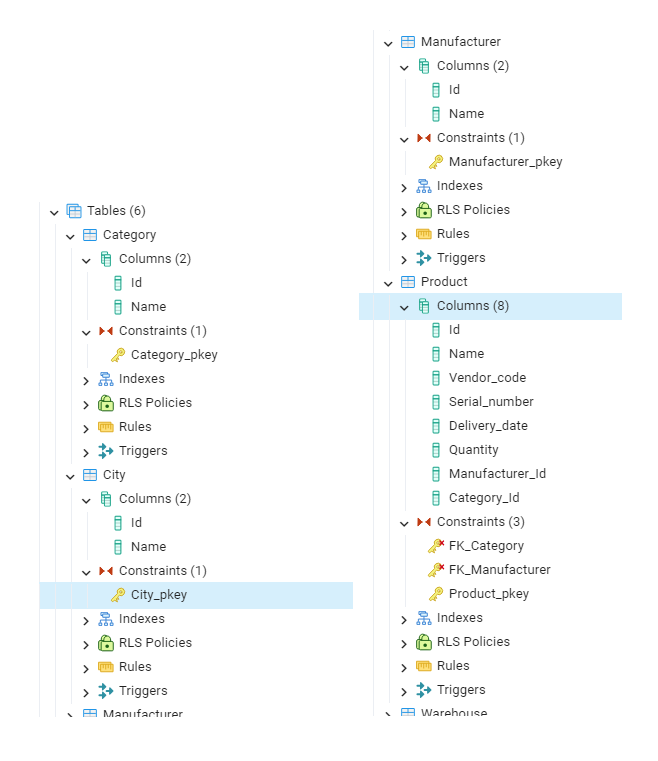 Tables (6)
Category
Columns (2)
Id
Name
Constraints (1)
Category_pkey
Indexes
RLS Policies
Rules
Triggers
City
Columns (2)
Id
Name
Constraints (1)
City_pkey
Indexes
RLS Policies
Rules
Triggers
Manufacturer
Manufacturer
Columns (2)
Id
Name
Constraints (1)
Manufacturer_pkey
Indexes
RLS Policies
Rules
Triggers
Product
Columns (8)
Id
Name
Vendor_code
Serial_number
Delivery_date
Quantity
Manufacturer_Id
Category_Id
Constraints (3)
FK_Category
FK_Manufacturer
Product_pkey
Indexes
RLS Policies
Rules
Triggers
Warehouse